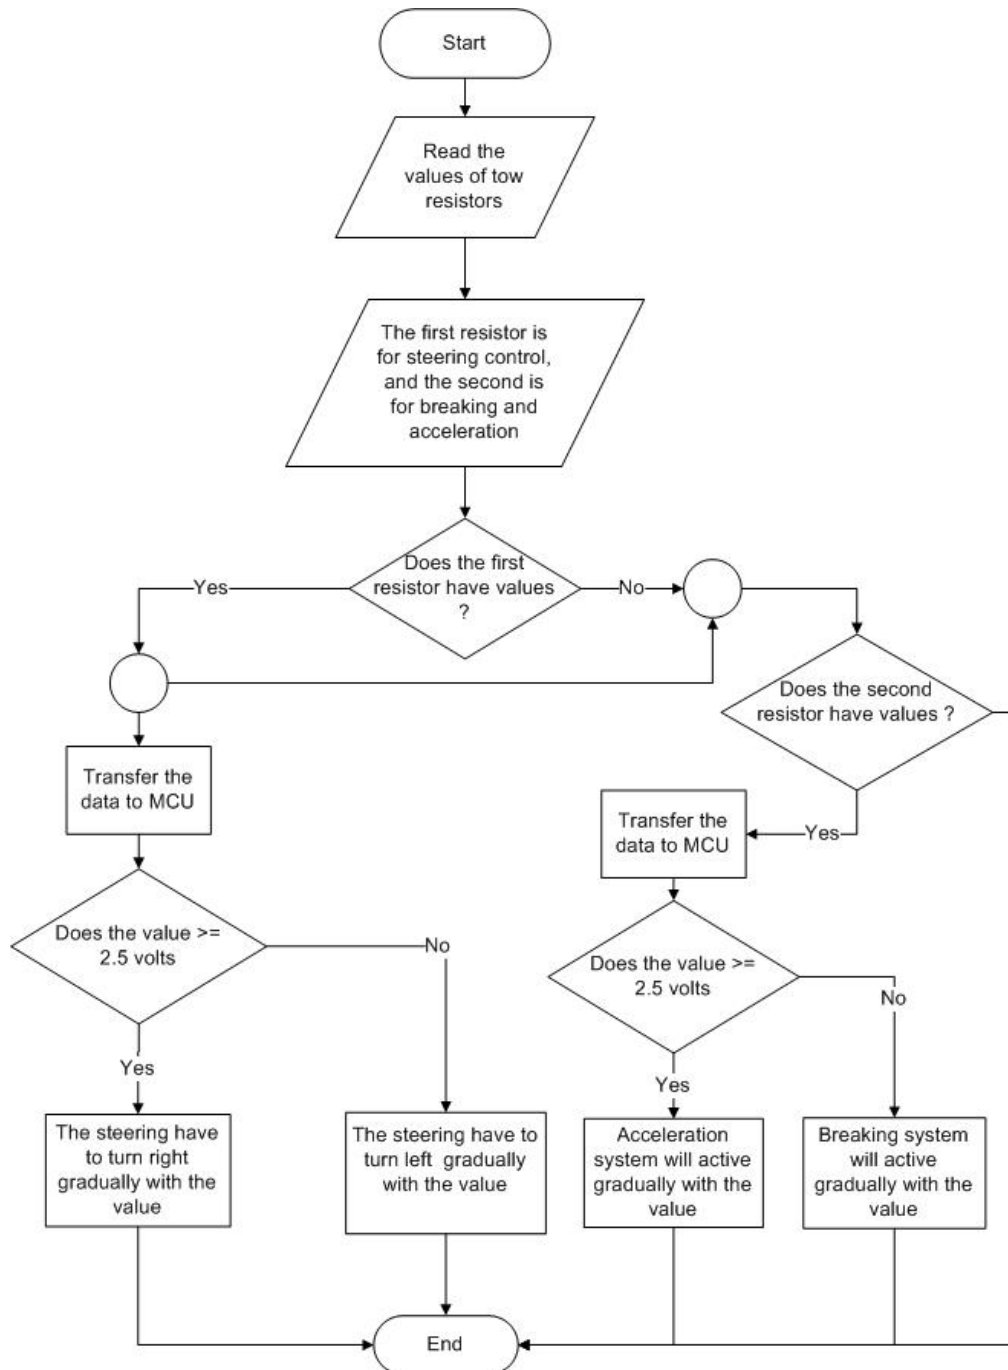 Start
Read the
values of tow
resistors
The first resistor is
for steering control,
and the second is
for breaking and
acceleration
Does the first
resistor have values
?
Yes
No
Does the second
resistor have values ?
Transfer the
data to MCU
Transfer the
data to MCU
Yes
Does the value >=
2.5 volts
No
Does the value >=
2.5 volts
No
Yes
Yes
The steering have
to turn right
gradually with the
value
The steering have to
turn left gradually
with the value
Acceleration
system will active
gradually with the
value
Breaking system
will active
gradually with the
value
End